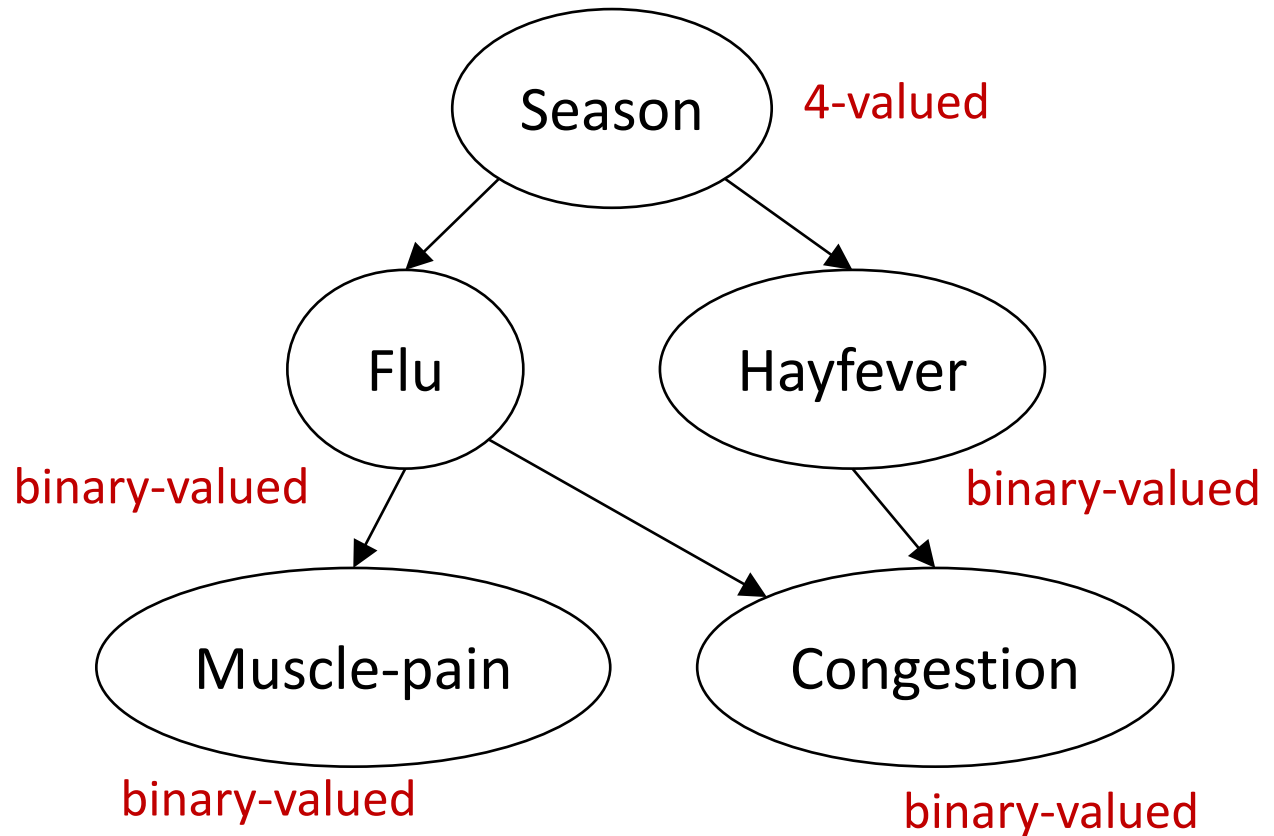 Season
4-valued
Flu
Hayfever
binary-valued
binary-valued
Muscle-pain
Congestion
binary-valued
binary-valued